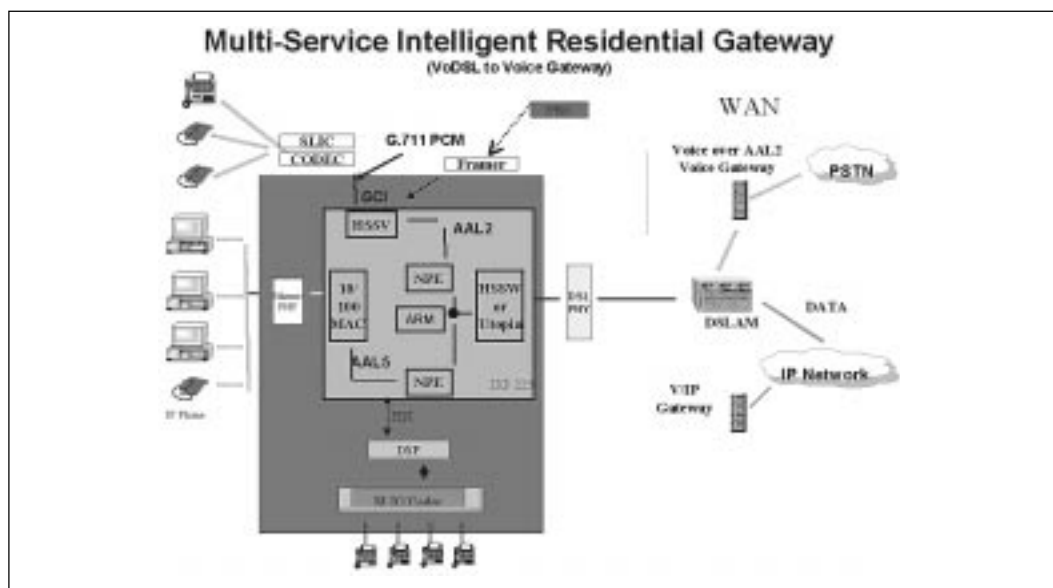 Multi-Service Intelligent Residential Gateway
(VoDSL to Voice Gateway)
WAN
SLIC
CODEC
G.711 PCM
Framer
Voice over AAL2
Voice Gateway
PSTN
GCI
HSSV
AAL2
NPE
10/
100
MAC
ARM
HSSW
or
Utopia
DSL
PHY
DSLAM
DATA
AAL5
NPE
IP Network
V/IP
Gateway
IP Phone
DSP